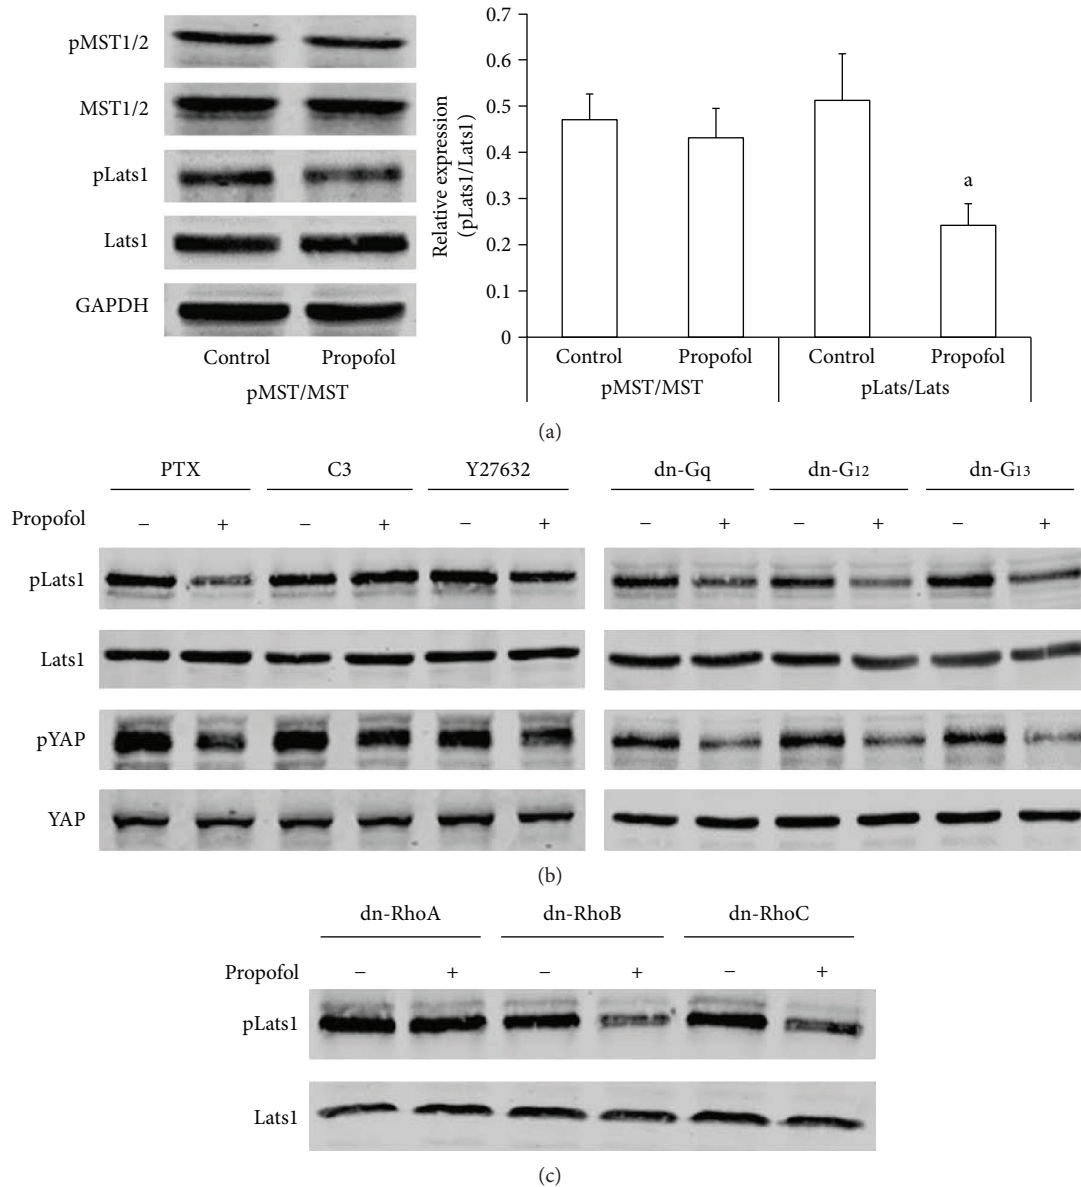 pMST1/2
MST1/2
pLats1
Lats1
GAPDH
Control Propofol
pMST/MST
Relative expression
(pLats1/Lats1)
0.7
0.6
0.5
0.4
0.3
0.2
0.1
0
a
Control Propofol Control Propofol
pMST/MST pLats/Lats
(a)
PTX C3 Y27632 dn-Gq dn-G12 dn-G13
Propofol − + − + − + − + − + − +
pLats1
Lats1
pYAP
YAP
(b)
dn-RhoA dn-RhoB dn-RhoC
Propofol − + − + − +
pLats1
Lats1
(c)